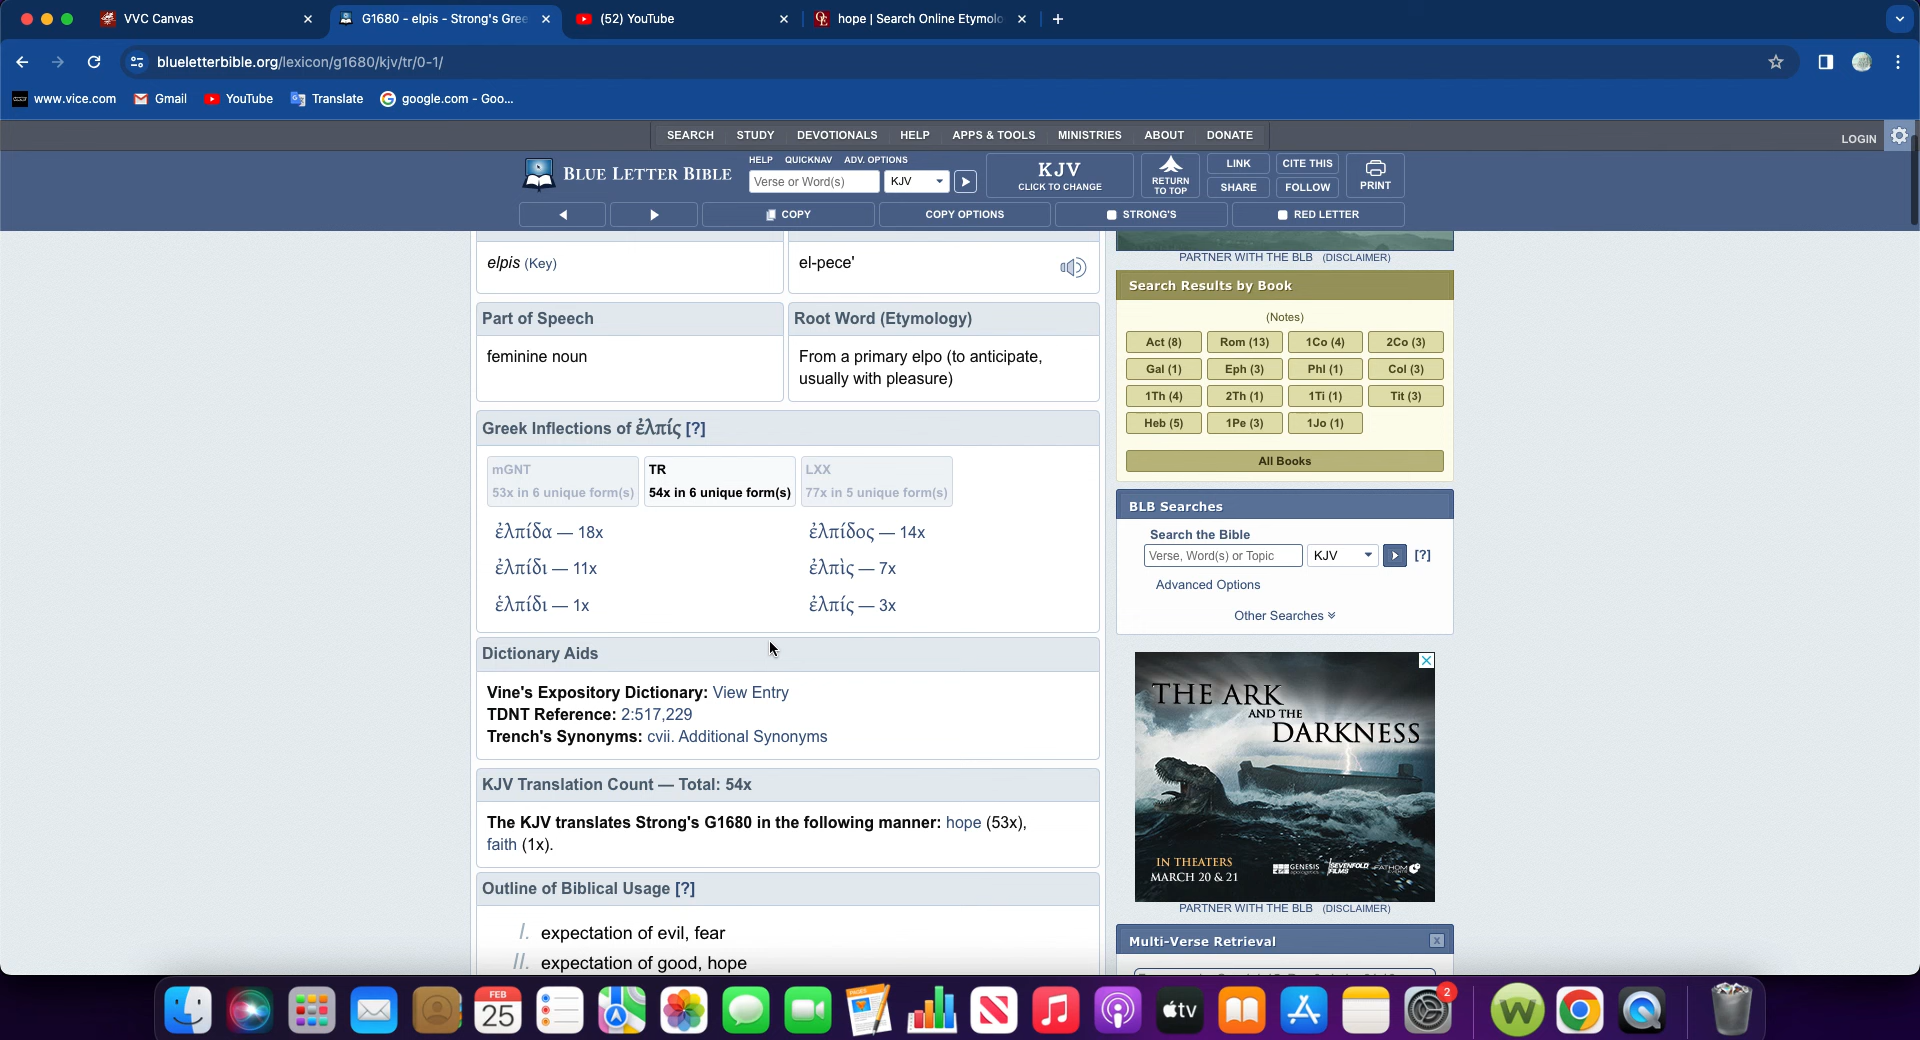 VVC Canvas
G1680 - elpis - Strong's Gree
(52) YouTube
hope | Search Online Etymolo
blueletterbible.org/lexicon/g1680/kjv/tr/0-1/
www.vice.com
Gmail
YouTube
Translate
google.com - Goo...
SEARCH STUDY DEVOTIONALS HELP APPS & TOOLS MINISTRIES ABOUT DONATE
LOGIN
BLUE LETTER BIBLE
HELP QUICKNAV ADV. OPTIONS
Verse or Word(s)
KJV
KJV
CLICK TO CHANGE
RETURN
TO TOP
LINK
CITE THIS
SHARE
FOLLOW
PRINT
COPY
COPY OPTIONS
STRONG'S
RED LETTER
elpis (Key)
el-pece'
Part of Speech
feminine noun
Root Word (Etymology)
From a primary elpo (to anticipate,
usually with pleasure)
Greek Inflections of ἐλπίς [?]
mGNT
53x in 6 unique form(s)
TR
54x in 6 unique form(s)
LXX
77x in 5 unique form(s)
ἐλπίδα — 18x
ἐλπίδος — 14x
ἐλπίδι — 11x
ἐλπὶς — 7x
ἑλπίδι — 1x
ἐλπίς — 3x
Dictionary Aids
Vine's Expository Dictionary: View Entry
TDNT Reference: 2:517,229
Trench's Synonyms: cvii. Additional Synonyms
KJV Translation Count — Total: 54x
The KJV translates Strong's G1680 in the following manner: hope (53x),
faith (1x).
Outline of Biblical Usage [?]
I. expectation of evil, fear
II. expectation of good, hope
PARTNER WITH THE BLB (DISCLAIMER)
Search Results by Book
(Notes)
Act (8) Rom (13) 1Co (4) 2Co (3)
Gal (1) Eph (3) Phl (1) Col (3)
1Th (4) 2Th (1) 1Ti (1) Tit (3)
Heb (5) 1Pe (3) 1Jo (1)
All Books
BLB Searches
Search the Bible
Verse, Word(s) or Topic
KJV
[?]
Advanced Options
Other Searches
THE ARK
AND THE
DARKNESS
IN THEATERS
MARCH 20 & 21
GENESIS
SEVENFOLD
FILMS
FATHOM
PARTNER WITH THE BLB (DISCLAIMER)
Multi-Verse Retrieval
x
FEB
25
tv
2